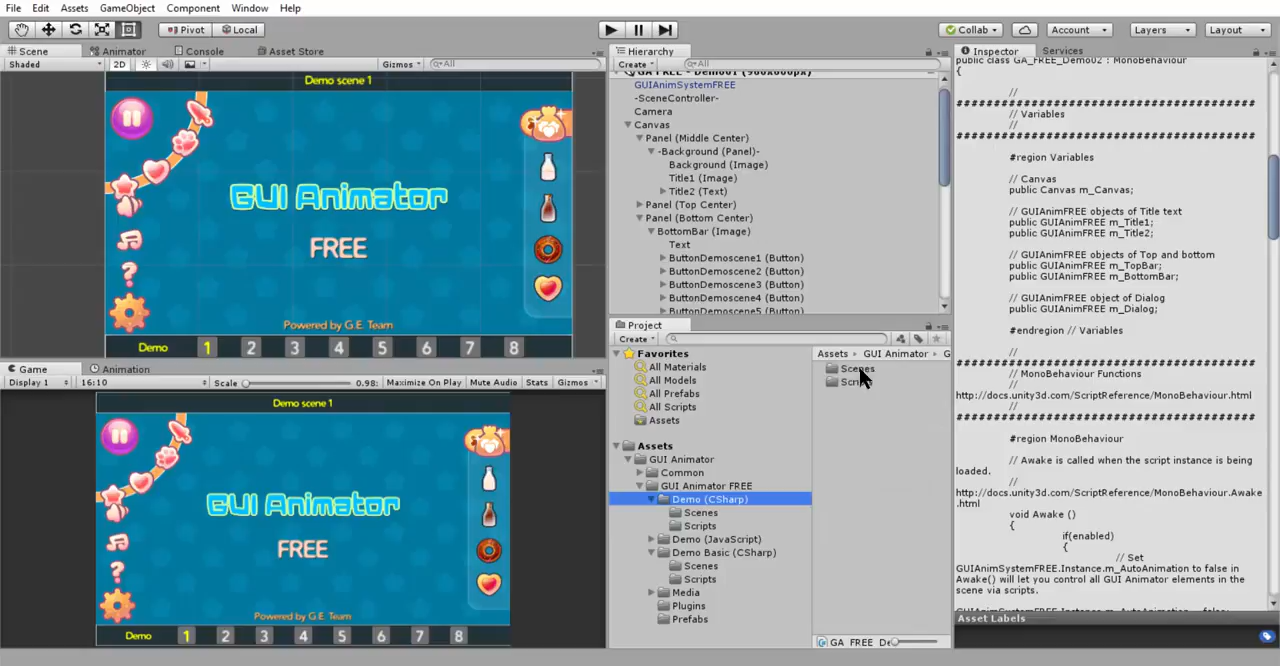 File Edit Assets GameObject Component Window Help
Pivot Local Collab Account Layers Layout
Scene Animator Console Asset Store
Shaded 2D Gizmos All
Demo scene 1
GUI Animator
FREE
Powered by G.E. Team
Demo 1 2 3 4 5 6 7 8
Game Animation
Display 1 16:10 Scale 0.98: Maximize On Play Mute Audio Stats Gizmos
Demo scene 1
GUI Animator
FREE
Powered by G.E. Team
Demo 1 2 3 4 5 6 7 8
Hierarchy
Create All
GA FREE - Demo01 (960x600px)
GUIAnimSystemFREE
-SceneController-
Camera
Canvas
Panel (Middle Center)
-Background (Panel)-
Background (Image)
Title1 (Image)
Title2 (Text)
Panel (Top Center)
Panel (Bottom Center)
BottomBar (Image)
Text
ButtonDemoscene1 (Button)
ButtonDemoscene2 (Button)
ButtonDemoscene3 (Button)
ButtonDemoscene4 (Button)
ButtonDemoscene5 (Button)
Project
Create
Favorites
All Materials
All Models
All Prefabs
All Scripts
Assets
Assets
GUI Animator
Common
GUI Animator FREE
Demo (CSharp)
Scenes
Scripts
Demo (JavaScript)
Demo Basic (CSharp)
Scenes
Scripts
Media
Plugins
Prefabs
Assets GUI Animator G
Scenes
GA FREE De
Inspector Services
public class GA_FREE_Demo02 : MonoBehaviour
{
//
########################################
// Variables
//
########################################
#region Variables
// Canvas
public Canvas m_Canvas;
// GUIAnimFREE objects of Title text
public GUIAnimFREE m_Title1;
public GUIAnimFREE m_Title2;
// GUIAnimFREE objects of Top and bottom
public GUIAnimFREE m_TopBar;
public GUIAnimFREE m_BottomBar;
// GUIAnimFREE object of Dialog
public GUIAnimFREE m_Dialog;
#endregion // Variables
//
########################################
// MonoBehaviour Functions
//
http://docs.unity3d.com/ScriptReference/MonoBehaviour.html
//
########################################
#region MonoBehaviour
// Awake is called when the script instance is being
loaded.
//
http://docs.unity3d.com/ScriptReference/MonoBehaviour.Awake
.html
void Awake ()
{
if(enabled)
{
// Set
GUIAnimSystemFREE.Instance.m_AutoAnimation to false in
Awake() will let you control all GUI Animator elements in the
scene via scripts.
Asset Labels